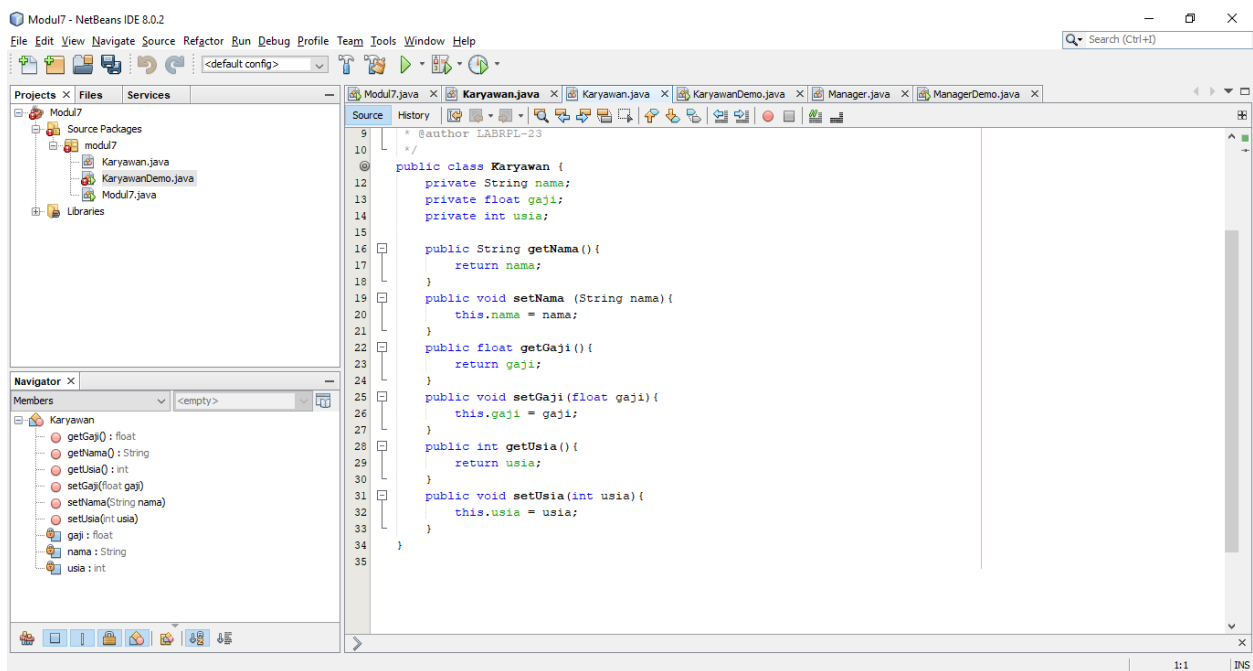 Modul7 - NetBeans IDE 8.0.2
File Edit View Navigate Source Refactor Run Debug Profile Team Tools Window Help
Search (Ctrl+I)
<default config>
Projects Files Services
Modul7
Source Packages
modul7
Karyawan.java
KaryawanDemo.java
Modul7.java
Libraries
Navigator
Members <empty>
Karyawan
getGaji() : float
getNama() : String
getUsia() : int
setGaji(float gaji)
setNama(String nama)
setUsia(int usia)
gaji : float
nama : String
usia : int
Modul7.java Karyawan.java Karyawan.java KaryawanDemo.java Manager.java ManagerDemo.java
Source History
9 * @author LABRPL-23
10 */
public class Karyawan {
12 private String nama;
13 private float gaji;
14 private int usia;
15
16 public String getNama(){
17 return nama;
18 }
19 public void setNama (String nama){
20 this.nama = nama;
21 }
22 public float getGaji(){
23 return gaji;
24 }
25 public void setGaji(float gaji){
26 this.gaji = gaji;
27 }
28 public int getUsia(){
29 return usia;
30 }
31 public void setUsia(int usia){
32 this.usia = usia;
33 }
34 }
35
1:1 INS